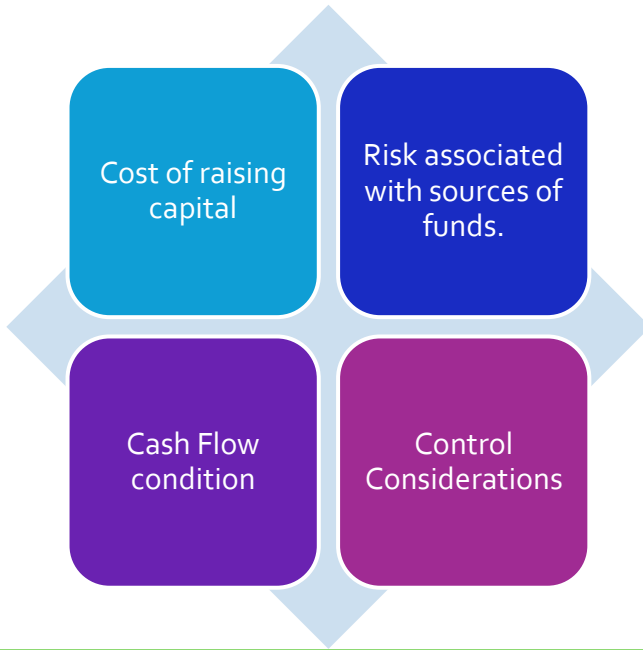 Cost of raising
capital
Risk associated
with sources of
funds.
Cash Flow
condition
Control
Considerations